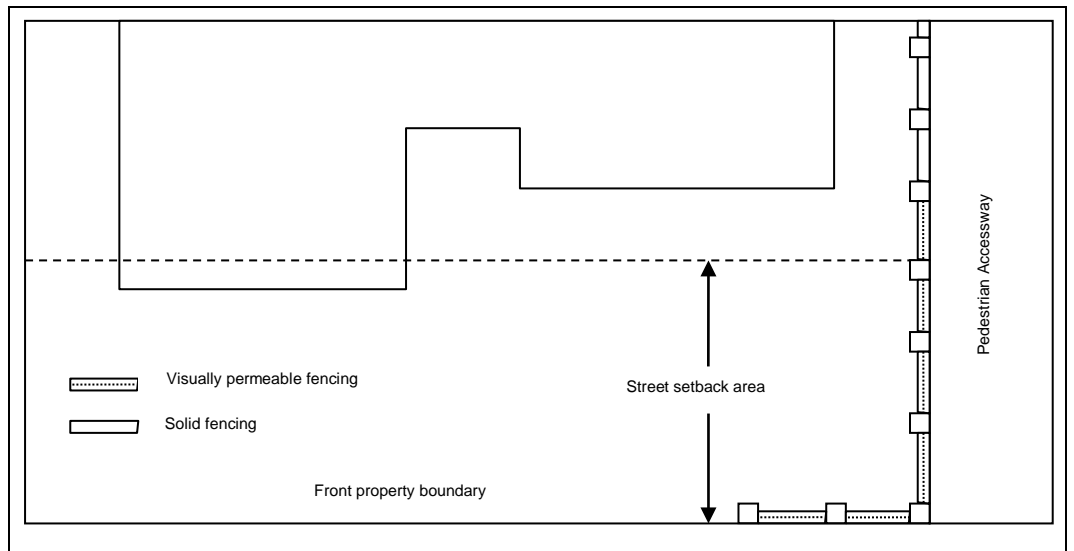 Pedestrian Accessway
Visually permeable fencing
Street setback area
Solid fencing
Front property boundary